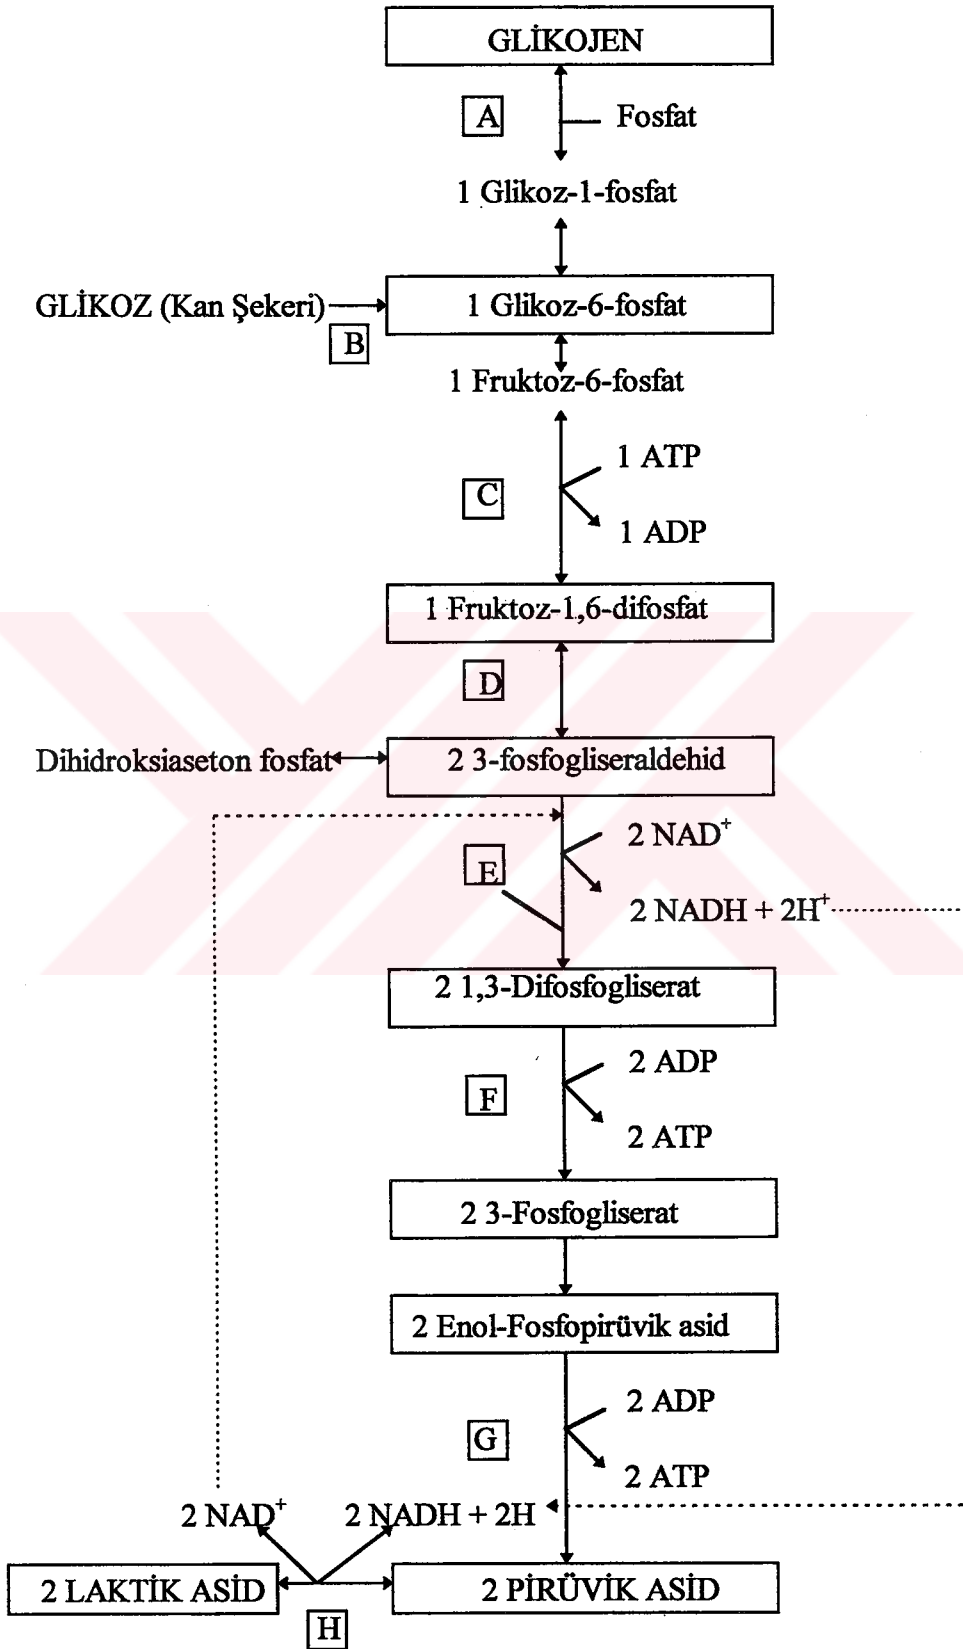 GLİKOJEN
A
Fosfat
1 Glikoz-1-fosfat
GLİKOZ (Kan Şekeri)
1 Glikoz-6-fosfat
B
1 Fruktoz-6-fosfat
1 ATP
C
1 ADP
1 Fruktoz-1,6-difosfat
D
Dihidroksiaseton fosfat
2 3-fosfogliseraldehid
2 NAD+
E
2 NADH + 2H+
2 1,3-Difosfogliserat
2 ADP
F
2 ATP
2 3-Fosfogliserat
2 Enol-Fosfopirüvik asid
2 ADP
G
2 ATP
2 NAD+ 2 NADH + 2H
2 LAKTİK ASİD
2 PİRÜVİK ASİD
H